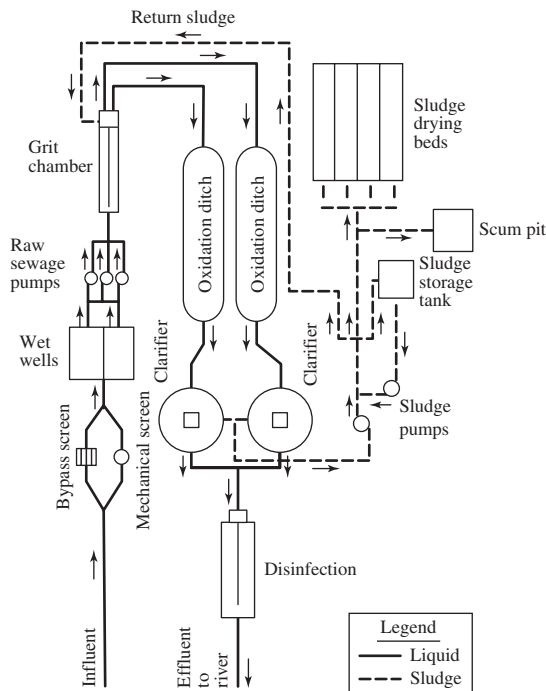 Return sludge
Sludge
drying
beds
Grit
chamber
Oxidation ditch
Oxidation ditch
Scum pit
Raw
sewage
pumps
Sludge
storage
tank
Wet
wells
Clarifier
Clarifier
Bypass screen
Mechanical screen
Sludge
pumps
Disinfection
Influent
Effluent
to
river
Legend
Liquid
Sludge